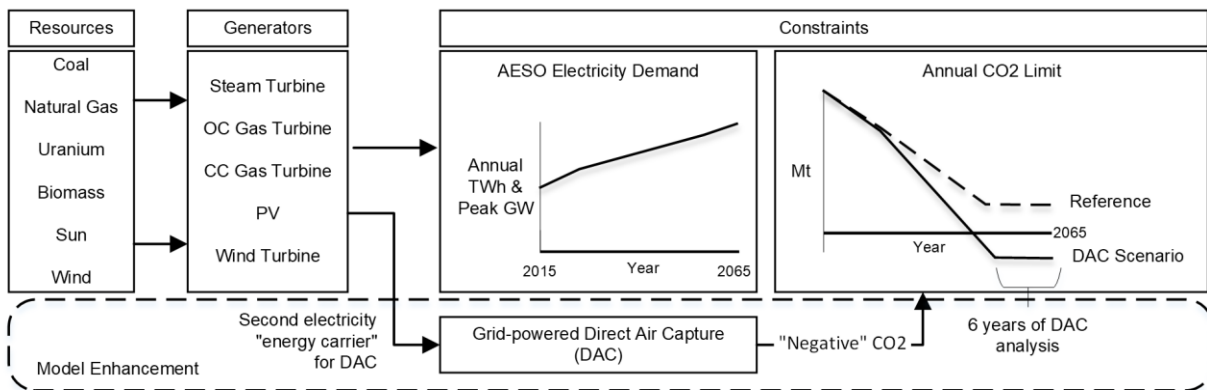 Resources
Generators
Constraints
Coal
Natural Gas
Uranium
Biomass
Sun
Wind
Steam Turbine
OC Gas Turbine
CC Gas Turbine
PV
Wind Turbine
AESO Electricity Demand
Annual
TWh &
Peak GW
2015
Year
2065
Annual CO2 Limit
Mt
Reference
2065
Year
DAC Scenario
Second electricity
"energy carrier"
for DAC
Model Enhancement
Grid-powered Direct Air Capture
(DAC)
"Negative" CO2
6 years of DAC
analysis